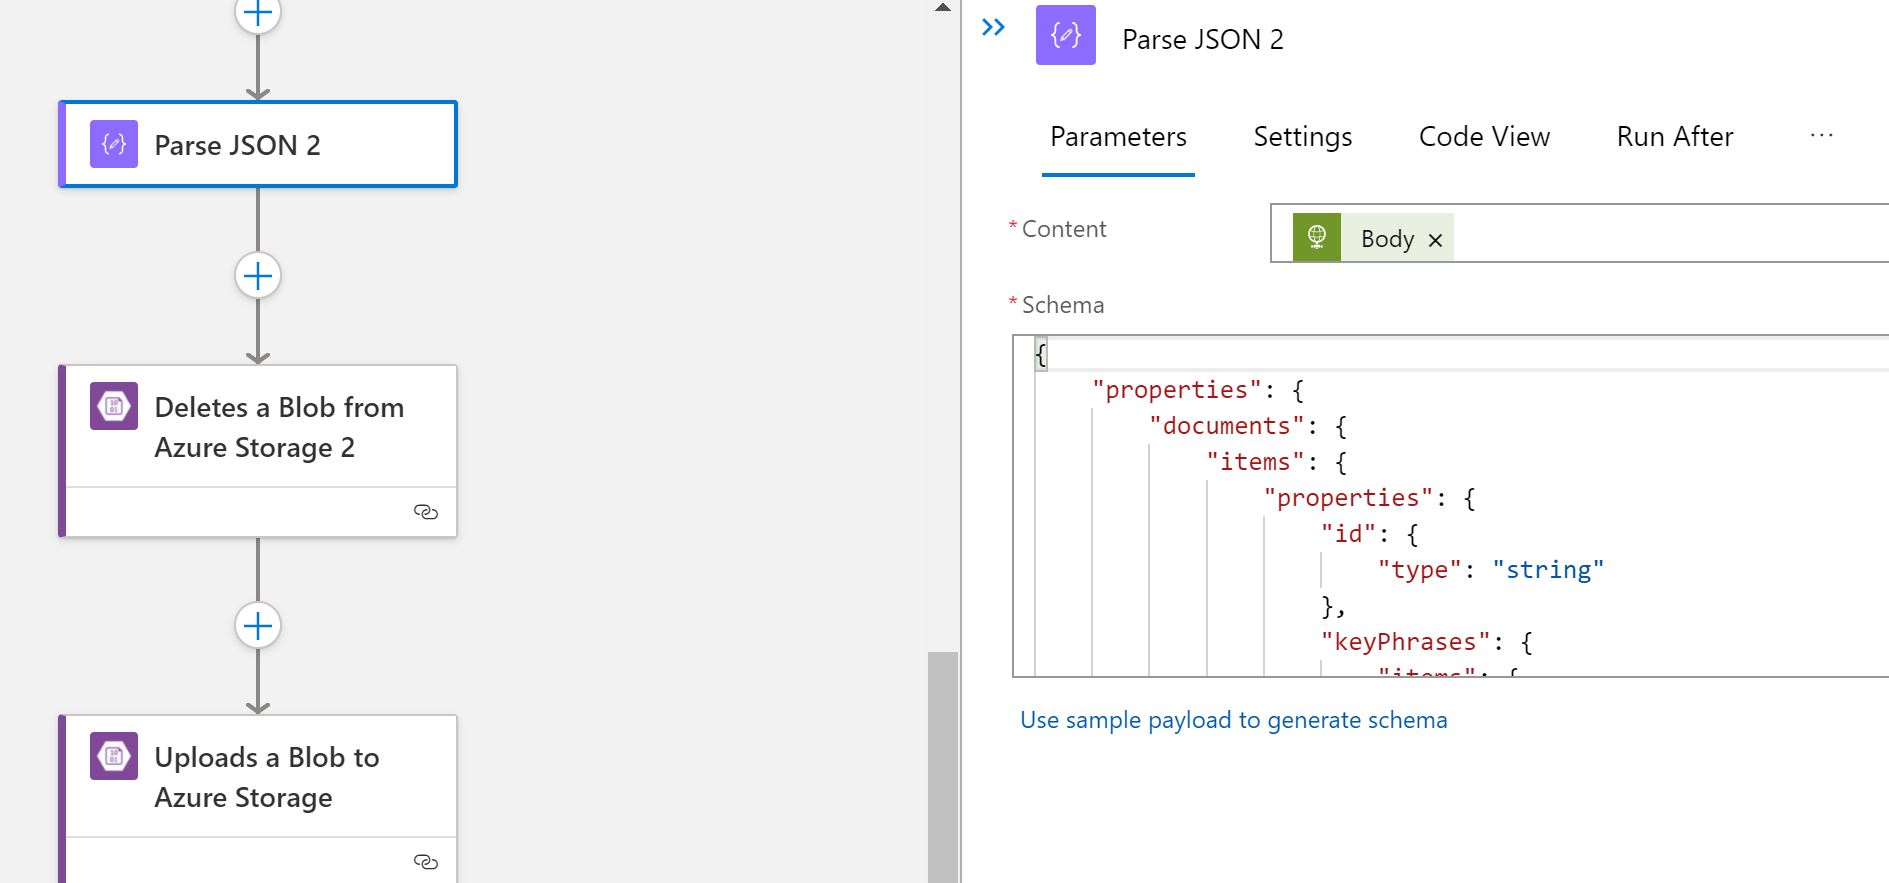 Parse JSON 2
Deletes a Blob from
Azure Storage 2
Uploads a Blob to
Azure Storage
Parse JSON 2
Parameters
Settings
Code View
Run After
...
* Content
Body ×
* Schema
{
"properties": {
"documents": {
"items": {
"properties": {
"id": {
"type": "string"
},
"keyPhrases": {
"items": {
Use sample payload to generate schema